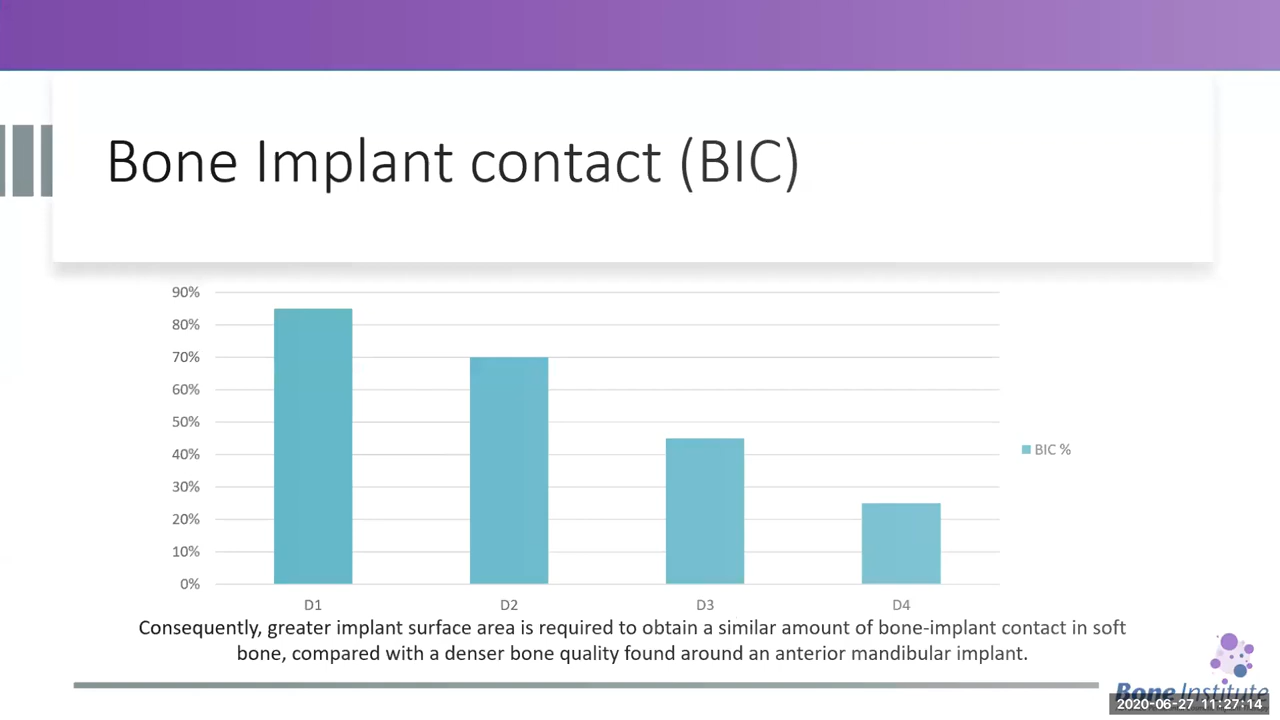 Bone Implant contact (BIC)
90%
80%
70%
60%
50%
40%
30%
20%
10%
0%
D1 D2 D3 D4
BIC %
Consequently, greater implant surface area is required to obtain a similar amount of bone-implant contact in soft
bone, compared with a denser bone quality found around an anterior mandibular implant.
Bone Institute
2020-06-27 11:27:14